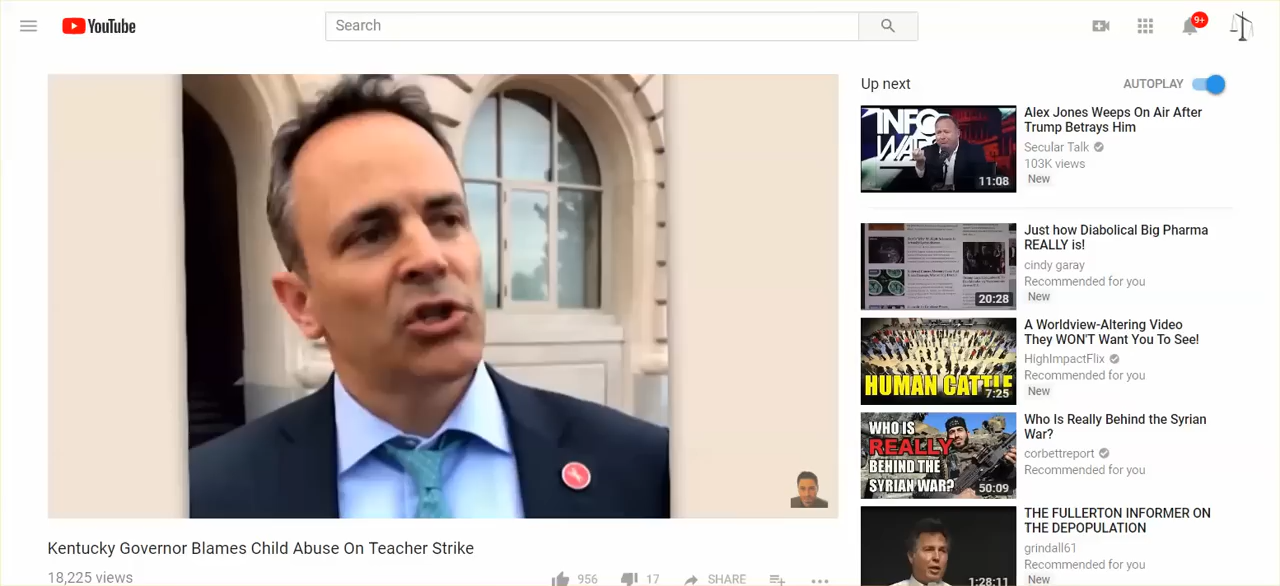 YouTube
Search
9+
Kentucky Governor Blames Child Abuse On Teacher Strike
18,225 views
956
17
SHARE
Up next
AUTOPLAY
INFO
WARS
11:08
Alex Jones Weeps On Air After
Trump Betrays Him
Secular Talk
103K views
New
20:28
Just how Diabolical Big Pharma
REALLY is!
cindy garay
Recommended for you
New
HUMAN CATTLE
7:25
A Worldview-Altering Video
They WON'T Want You To See!
HighImpactFlix
Recommended for you
New
WHO IS
REALLY
BEHIND THE
SYRIAN WAR?
50:09
Who Is Really Behind the Syrian
War?
corbettreport
Recommended for you
1:28:11
THE FULLERTON INFORMER ON
THE DEPOPULATION
grindall61
Recommended for you
New